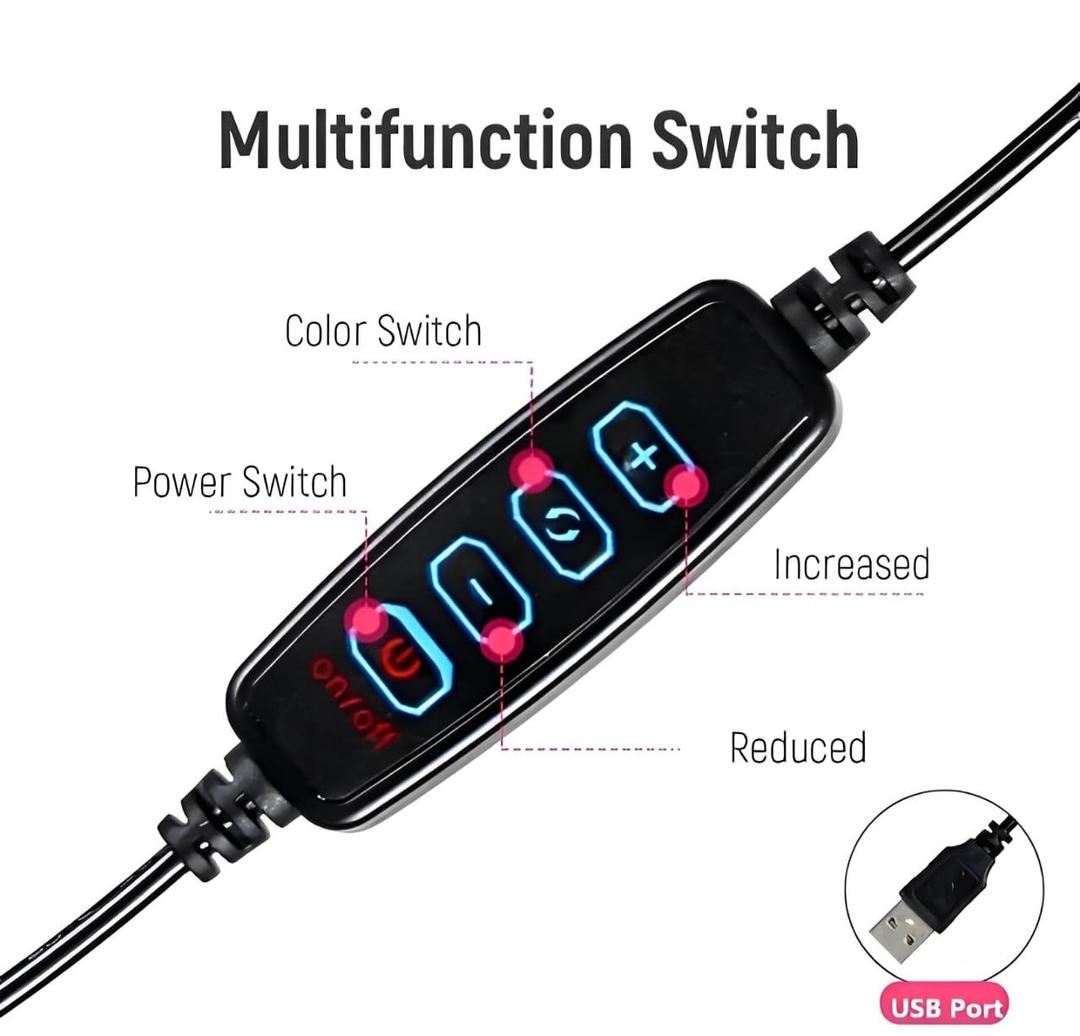 Multifunction Switch
Color Switch
Power Switch
Increased
on/off
Reduced
USB Port